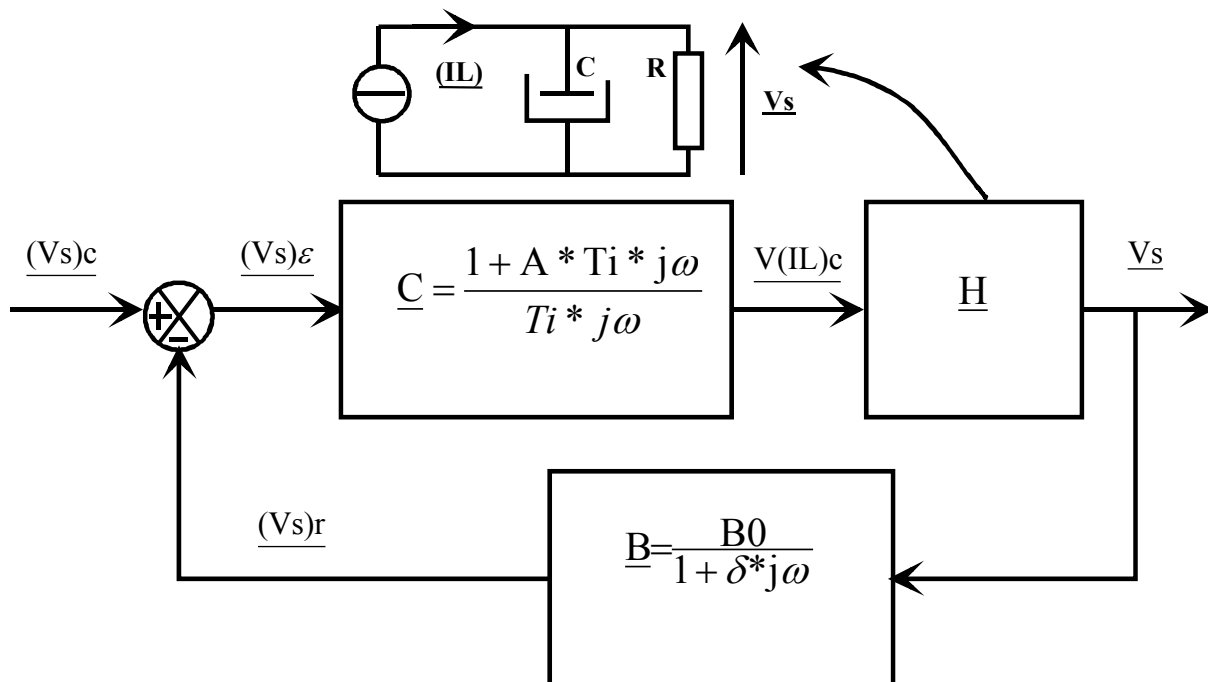 (IL)
C
R
Vs
(Vs)c
+
-
(Vs)ε
C = (1 + A * Ti * jω) / (Ti * jω)
V(IL)c
H
Vs
(Vs)r
B = B0 / (1 + δ*jω)